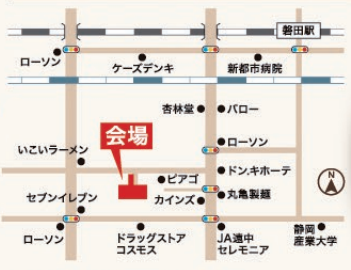 磐田駅
ローソン
ケーズデンキ
新都市病院
杏林堂
バロー
会場
ローソン
いこいラーメン
ドン.キホーテ
ピアゴ
セブンイレブン
カインズ
丸亀製麺
N
ローソン
ドラッグストア
コスモス
JA遠中
セレモニア
静岡
産業大学